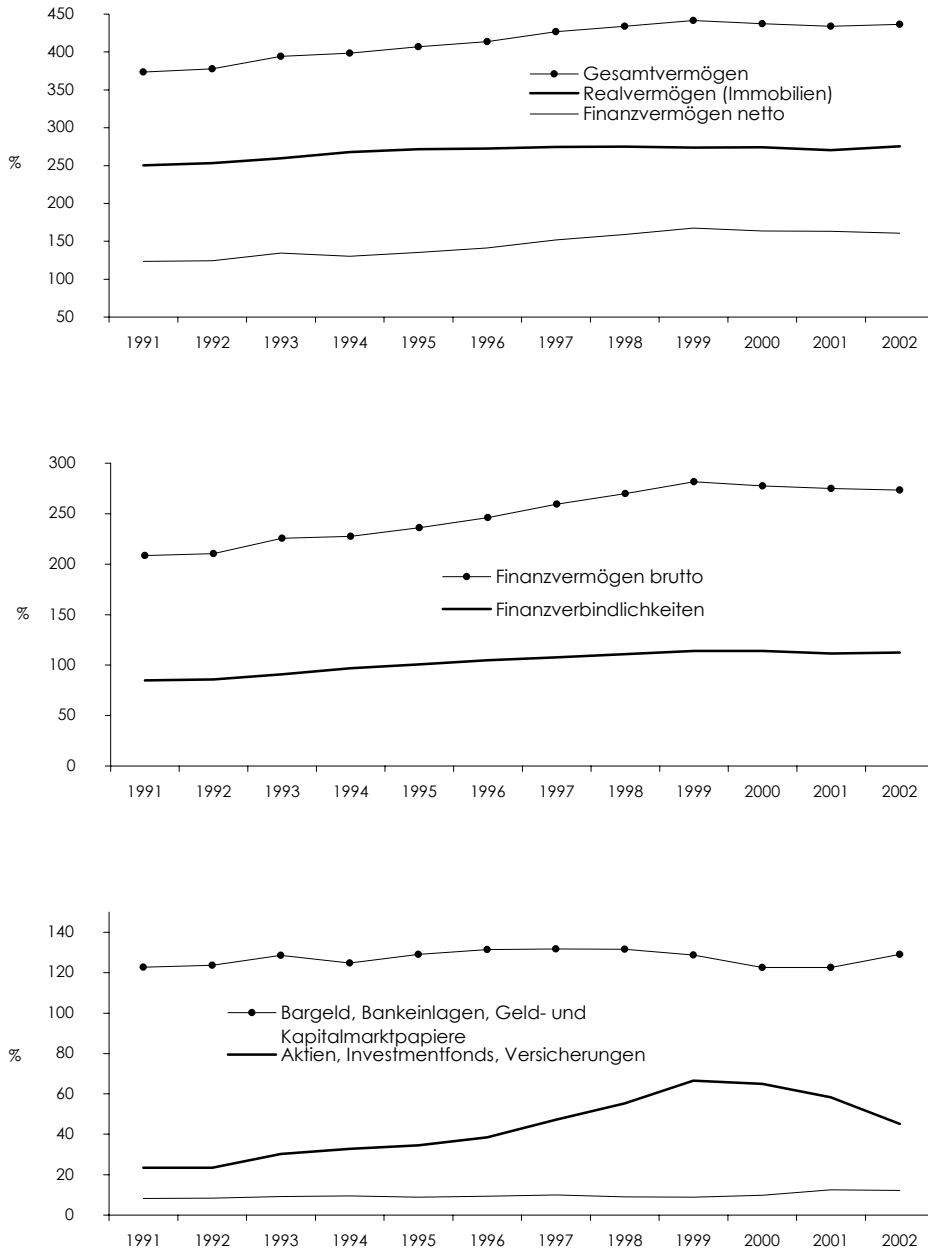 450
400
350
300
250
200
150
100
50
%
Gesamtvermögen
Realvermögen (Immobilien)
Finanzvermögen netto
1991 1992 1993 1994 1995 1996 1997 1998 1999 2000 2001 2002
300
250
200
150
100
50
0
%
Finanzvermögen brutto
Finanzverbindlichkeiten
1991 1992 1993 1994 1995 1996 1997 1998 1999 2000 2001 2002
140
120
100
80
60
40
20
0
%
Bargeld, Bankeinlagen, Geld- und
Kapitalmarktpapiere
Aktien, Investmentfonds, Versicherungen
1991 1992 1993 1994 1995 1996 1997 1998 1999 2000 2001 2002